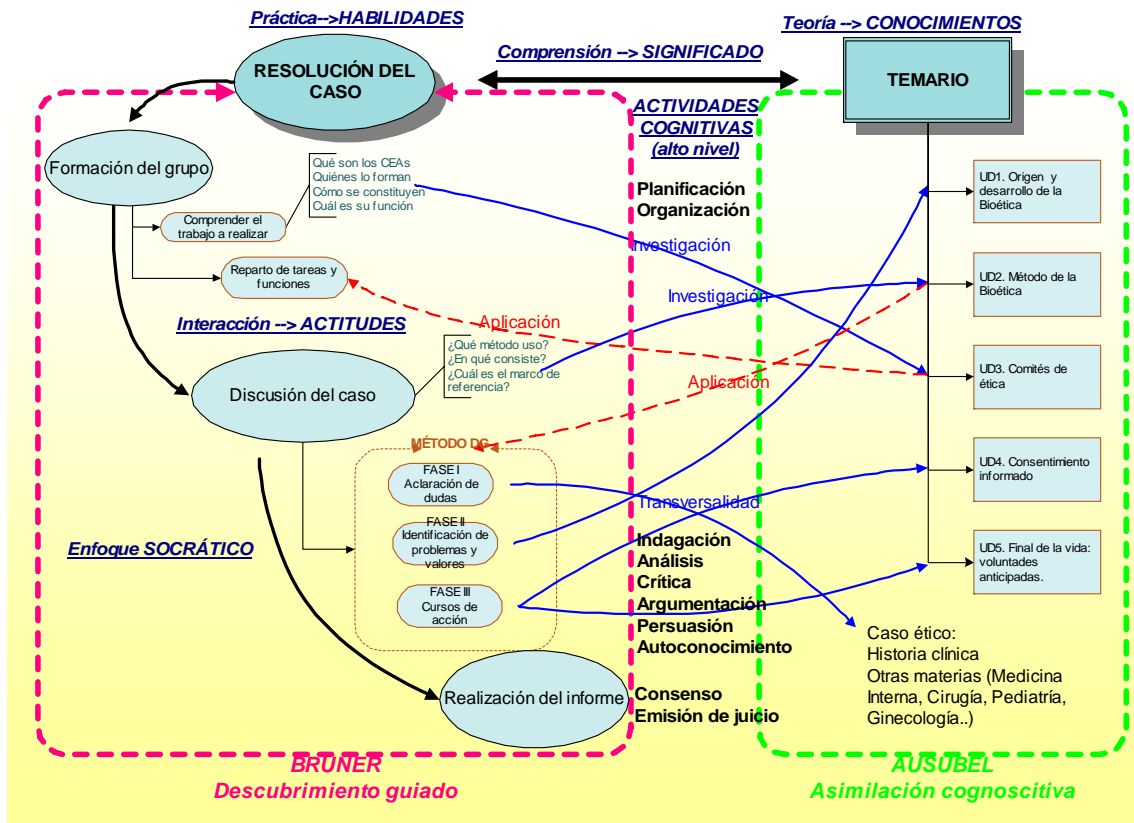 Práctica-->HABILIDADES
Teoría --> CONOCIMIENTOS
Comprensión --> SIGNIFICADO
RESOLUCIÓN DEL
CASO
TEMARIO
ACTIVIDADES
COGNITIVAS
(alto nivel)
Formación del grupo
Qué son los CEAs
Quiénes lo forman
Cómo se constituyen
Cuál es su función
Planificación
Organización
UD1. Origen y
desarrollo de la
Bioética
Comprender el
trabajo a realizar
Investigación
Reparto de tareas y
funciones
UD2. Método de la
Bioética
Investigación
Interacción --> ACTITUDES
Aplicación
¿Qué método uso?
¿En qué consiste?
¿Cuál es el marco de
referencia?
Aplicación
UD3. Comités de
ética
Discusión del caso
MÉTODO DG
FASE I
Aclaración de
dudas
UD4. Consentimiento
informado
Transversalidad
FASE II
Identificación de
problemas y
valores
Enfoque SOCRÁTICO
Indagación
Análisis
Crítica
Argumentación
Persuasión
Autoconocimiento
UD5. Final de la vida:
voluntades
anticipadas.
FASE III
Cursos de
acción
Caso ético:
Historia clínica
Otras materias (Medicina
Interna, Cirugía, Pediatría,
Ginecología..)
Realización del informe
Consenso
Emisión de juicio
BRUNER
Descubrimiento guiado
AUSUBEL
Asimilación cognoscitiva